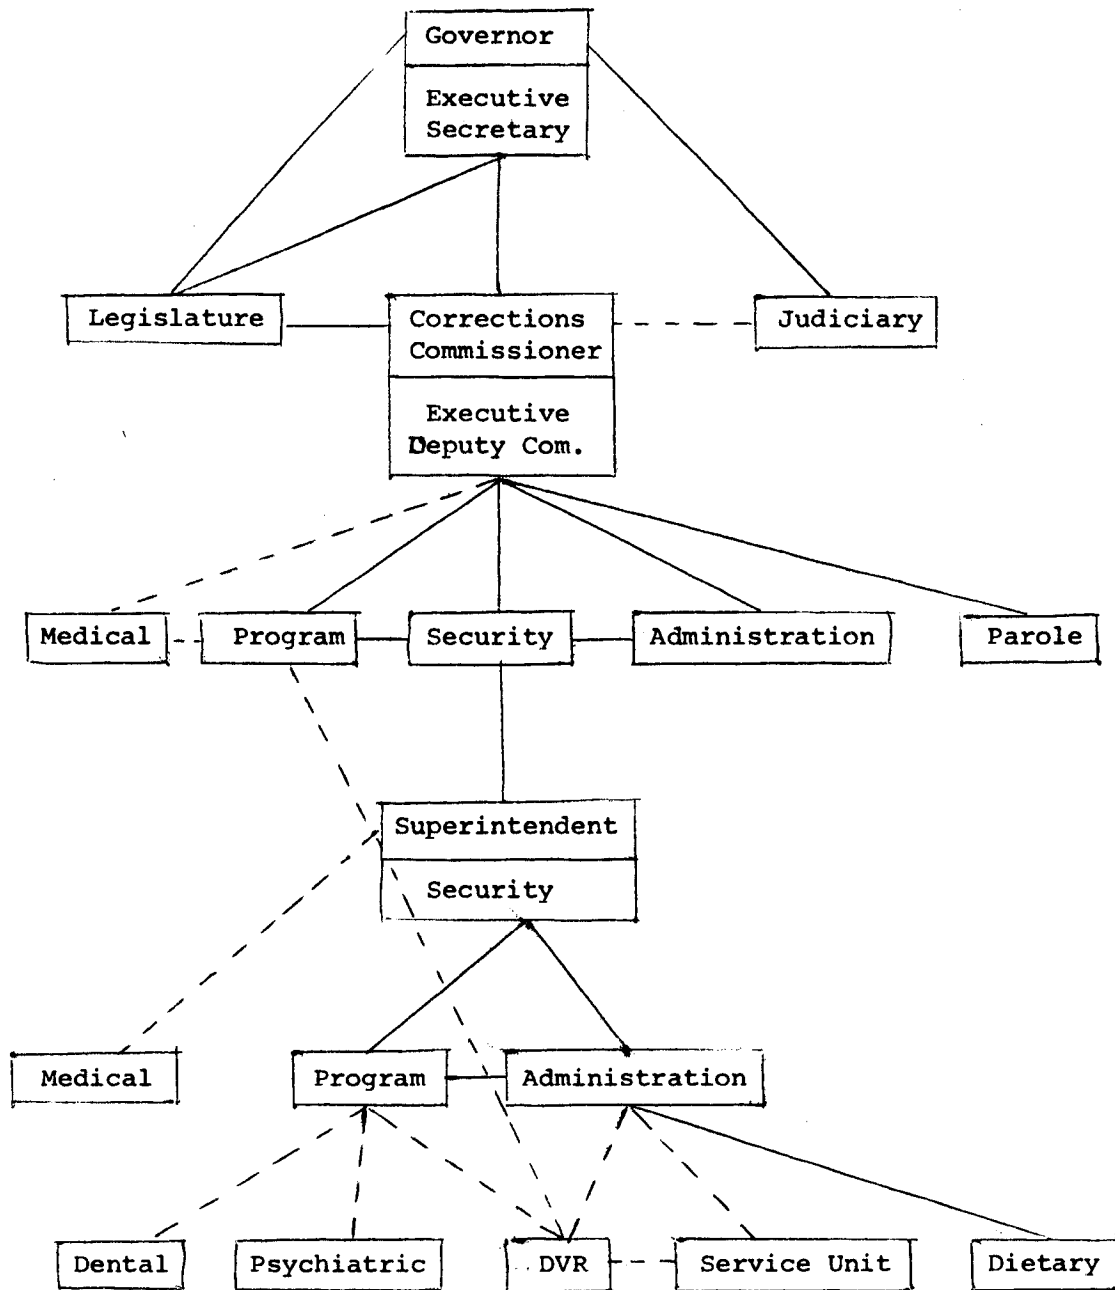 Governor
Executive
Secretary
Legislature
Corrections
Commissioner
Judiciary
Executive
Deputy Com.
Medical
Program
Security
Administration
Parole
Superintendent
Security
Medical
Program
Administration
Dental
Psychiatric
DVR
Service Unit
Dietary